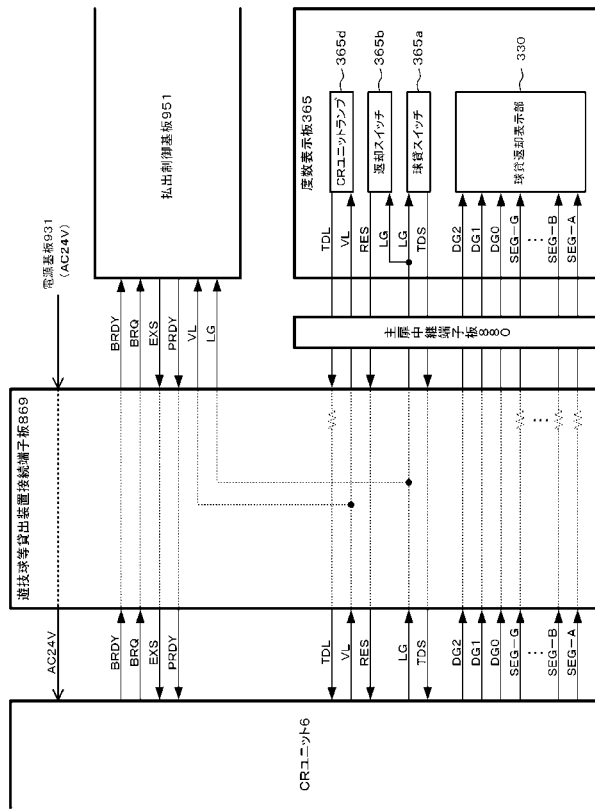 電源基板931
(AC24V)
払出制御基板951
BRDY
BRQ
EXS
PRDY
VL
LG
度数表示板365
CRユニットランプ
365d
返却スイッチ
365b
球貸スイッチ
365a
球貸返却表示部
330
TDL
VL
RES
LG
LG
TDS
DG2
DG1
DG0
SEG-G
⋯
SEG-B
SEG-A
主扉中継端子板880
遊技球等貸出装置接続端子板869
⋯
AC24V
BRDY
BRQ
EXS
PRDY
TDL
VL
RES
LG
TDS
DG2
DG1
DG0
SEG-G
⋯
SEG-B
SEG-A
CRユニット6